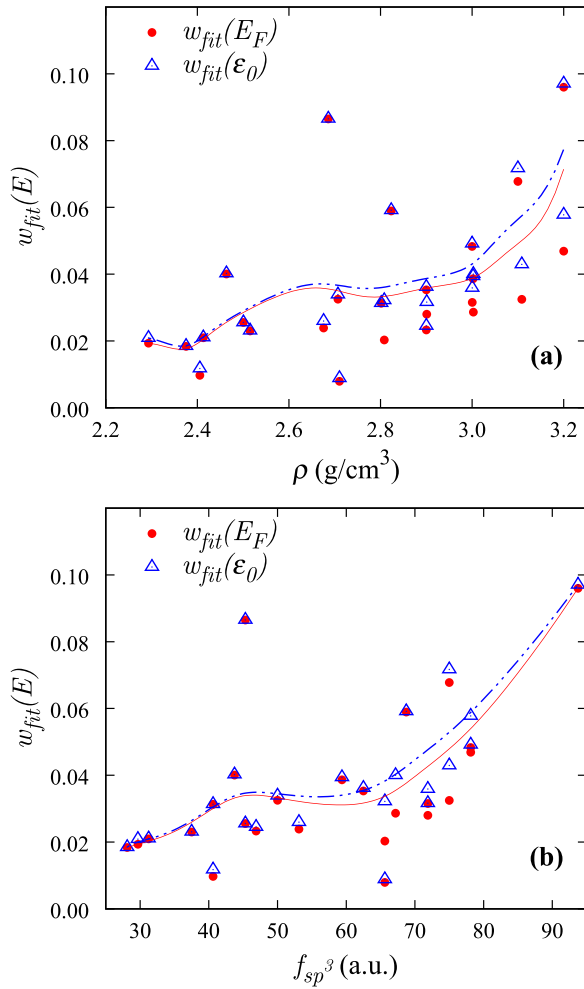 w_fit(E_F)
w_fit(ε_0)
0.10
0.08
0.06
0.04
0.02
0.00
w_fit(E)
(a)
2.2 2.4 2.6 2.8 3.0 3.2
ρ (g/cm³)
w_fit(E_F)
w_fit(ε_0)
0.10
0.08
0.06
0.04
0.02
0.00
w_fit(E)
(b)
30 40 50 60 70 80 90
f_sp³ (a.u.)